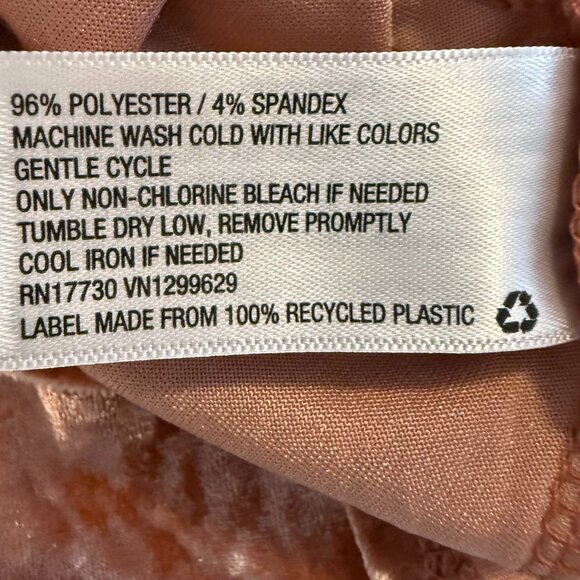 96% POLYESTER / 4% SPANDEX
MACHINE WASH COLD WITH LIKE COLORS
GENTLE CYCLE
ONLY NON-CHLORINE BLEACH IF NEEDED
TUMBLE DRY LOW, REMOVE PROMPTLY
COOL IRON IF NEEDED
RN17730 VN1299629
LABEL MADE FROM 100% RECYCLED PLASTIC